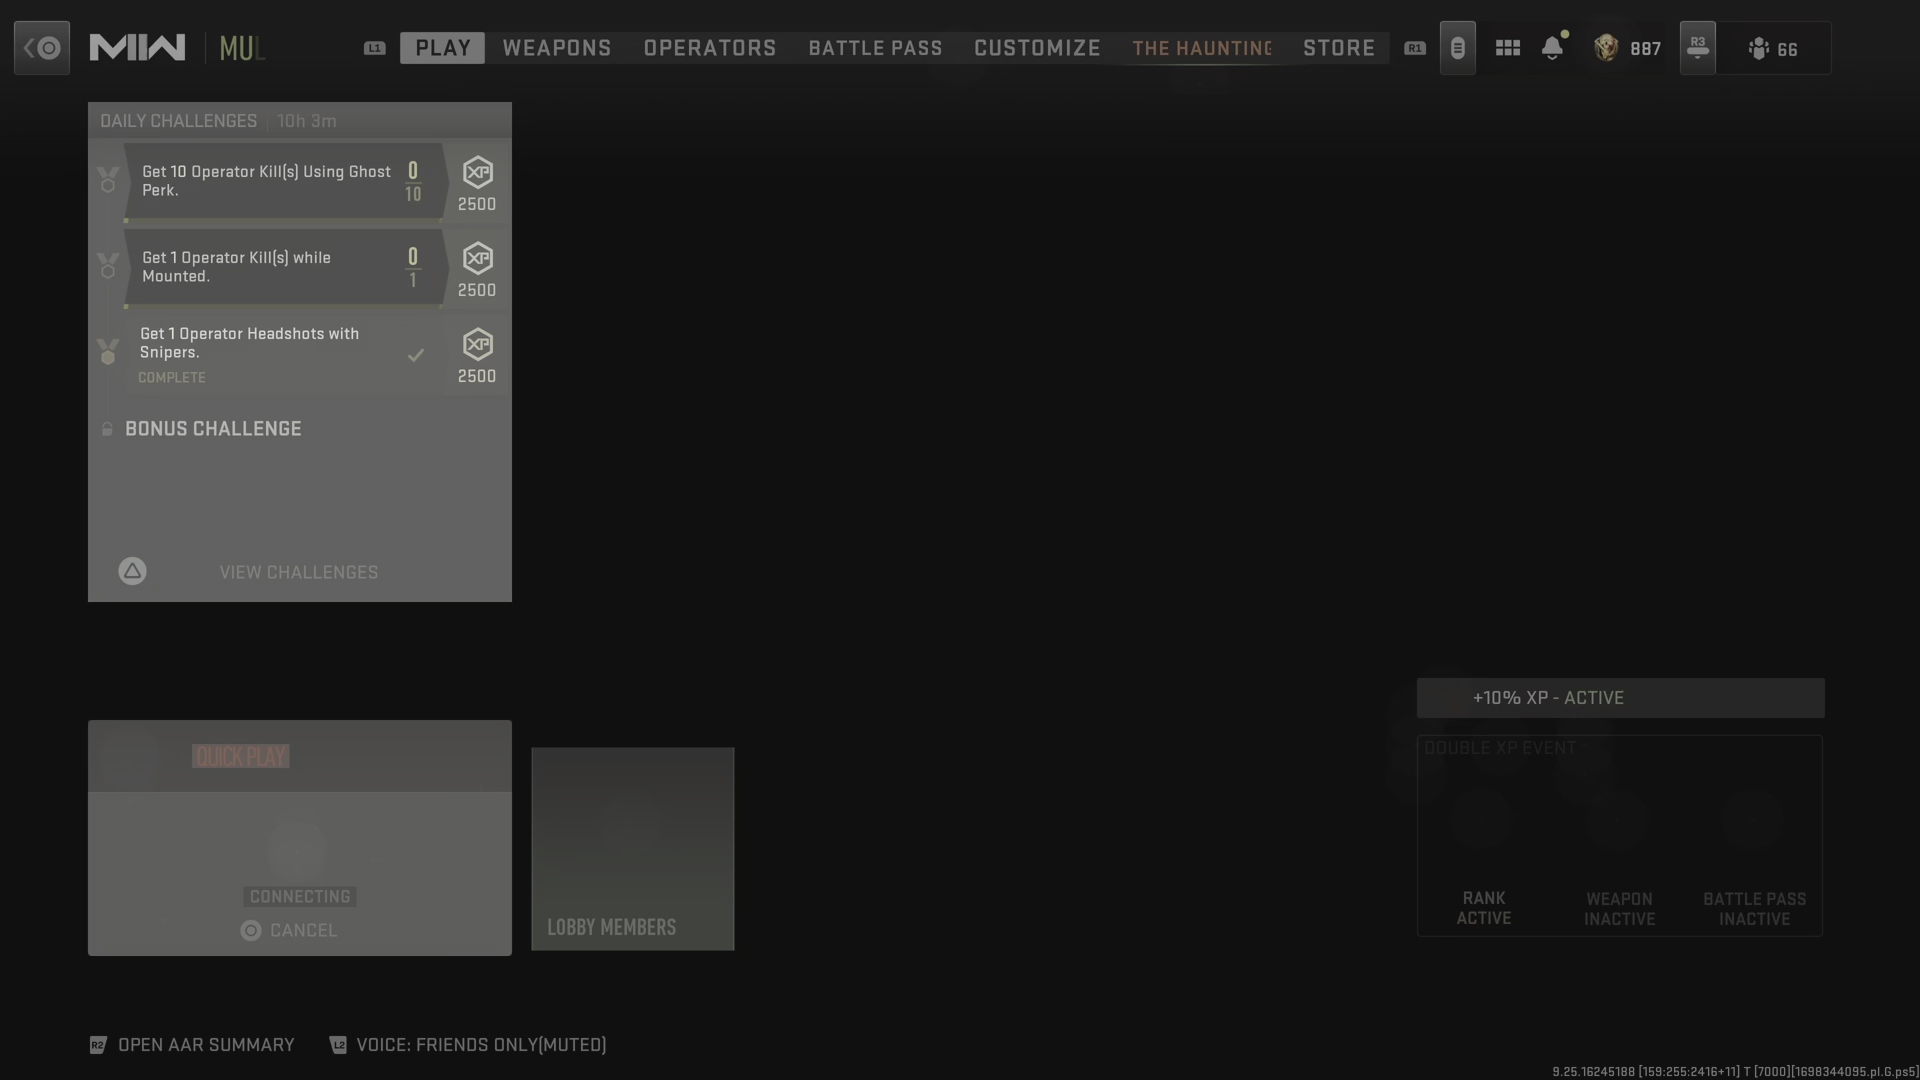 MW MUL L1 PLAY WEAPONS OPERATORS BATTLE PASS CUSTOMIZE THE HAUNTING STORE R1 887 R3 66
DAILY CHALLENGES 10h 3m
Get 10 Operator Kill(s) Using Ghost
Perk.
0
10
XP
2500
Get 1 Operator Kill(s) while
Mounted.
0
1
XP
2500
Get 1 Operator Headshots with
Snipers.
COMPLETE
XP
2500
BONUS CHALLENGE
VIEW CHALLENGES
+10% XP - ACTIVE
DOUBLE XP EVENT
RANK
ACTIVE
WEAPON
INACTIVE
BATTLE PASS
INACTIVE
QUICK PLAY
CONNECTING
CANCEL
LOBBY MEMBERS
R2 OPEN AAR SUMMARY L2 VOICE: FRIENDS ONLY(MUTED)
9.25.16245188 [159:255:2416+11] T [7000][1698344095.pl.G.ps5]